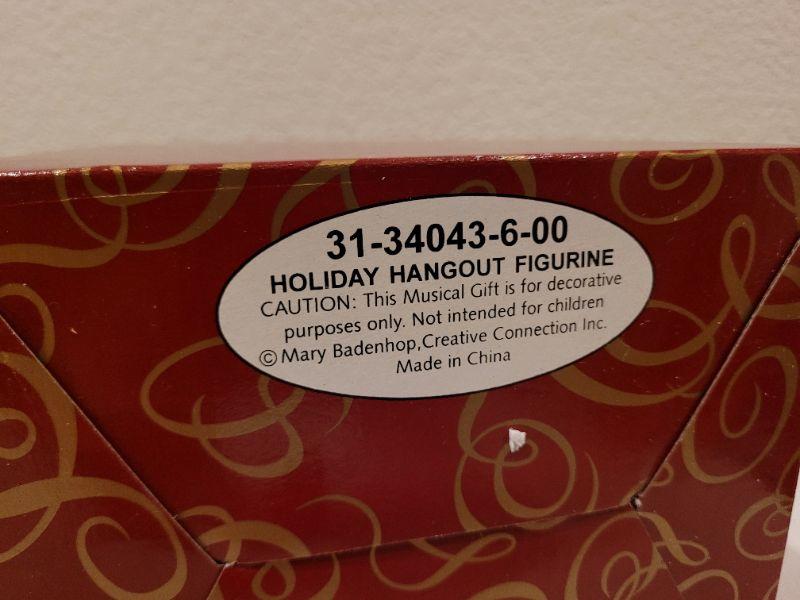 31-34043-6-00
HOLIDAY HANGOUT FIGURINE
CAUTION: This Musical Gift is for decorative
purposes only. Not intended for children
© Mary Badenhop, Creative Connection Inc.
Made in China